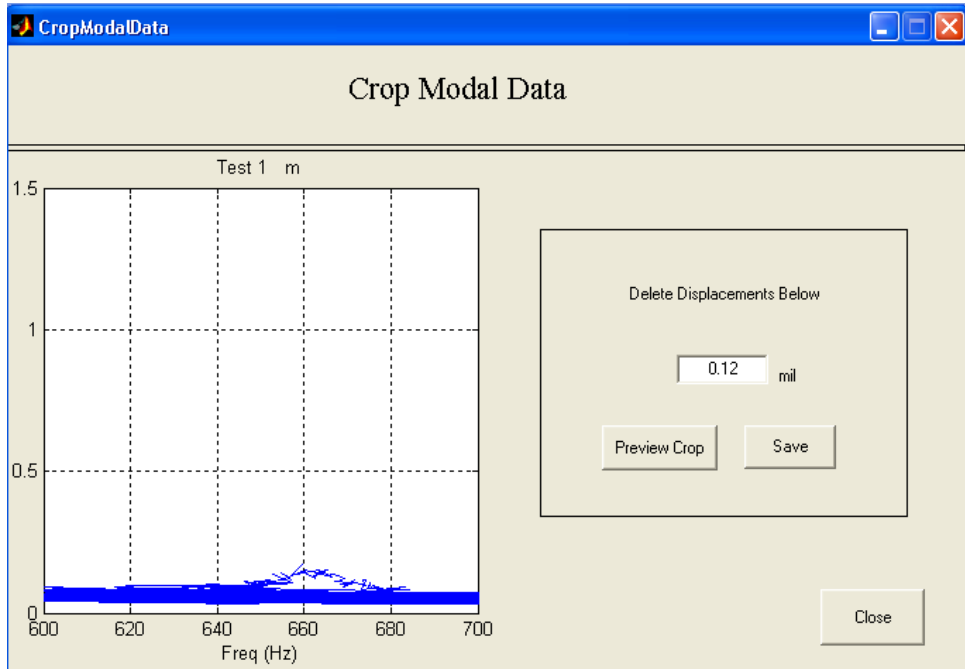 CropModalData
Crop Modal Data
Test 1 m
1.5
1
0.5
0
600 620 640 660 680 700
Freq (Hz)
Delete Displacements Below
0.12 mil
Preview Crop Save
Close